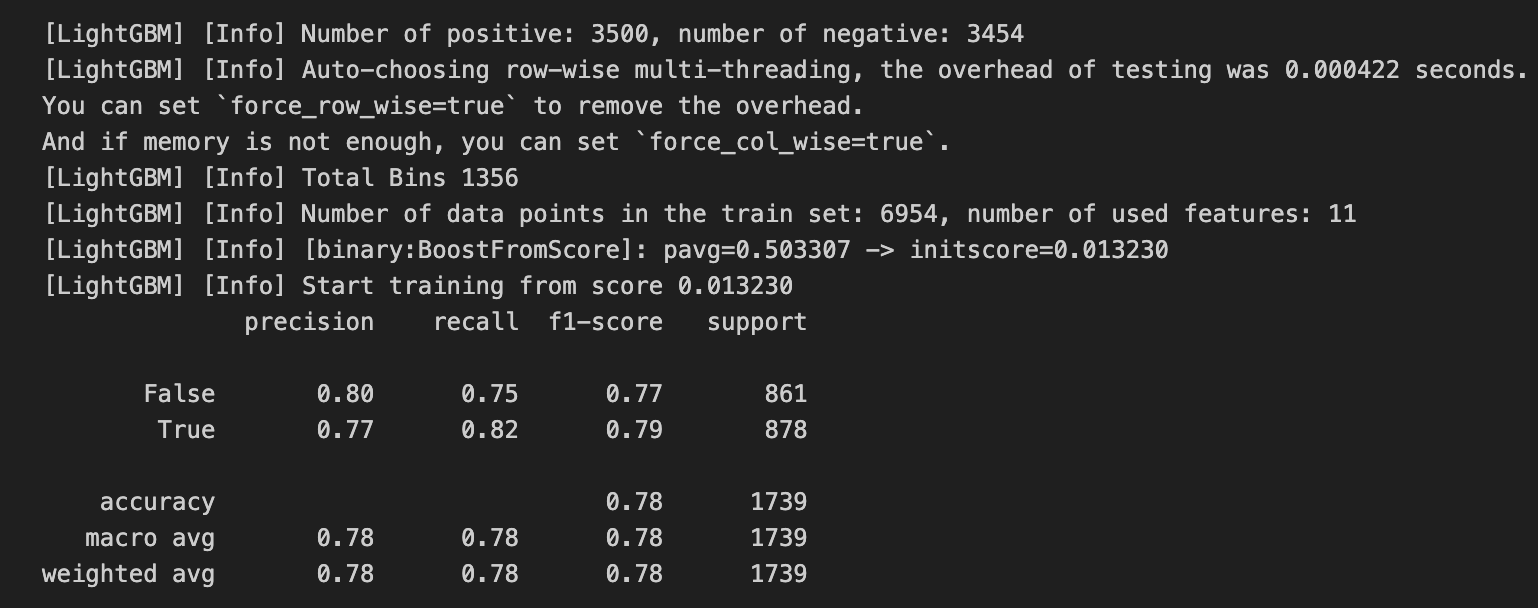 [LightGBM] [Info] Number of positive: 3500, number of negative: 3454
[LightGBM] [Info] Auto-choosing row-wise multi-threading, the overhead of testing was 0.000422 seconds.
You can set `force_row_wise=true` to remove the overhead.
And if memory is not enough, you can set `force_col_wise=true`.
[LightGBM] [Info] Total Bins 1356
[LightGBM] [Info] Number of data points in the train set: 6954, number of used features: 11
[LightGBM] [Info] [binary:BoostFromScore]: pavg=0.503307 -> initscore=0.013230
[LightGBM] [Info] Start training from score 0.013230
precision recall f1-score support
False 0.80 0.75 0.77 861
True 0.77 0.82 0.79 878
accuracy 0.78 1739
macro avg 0.78 0.78 0.78 1739
weighted avg 0.78 0.78 0.78 1739